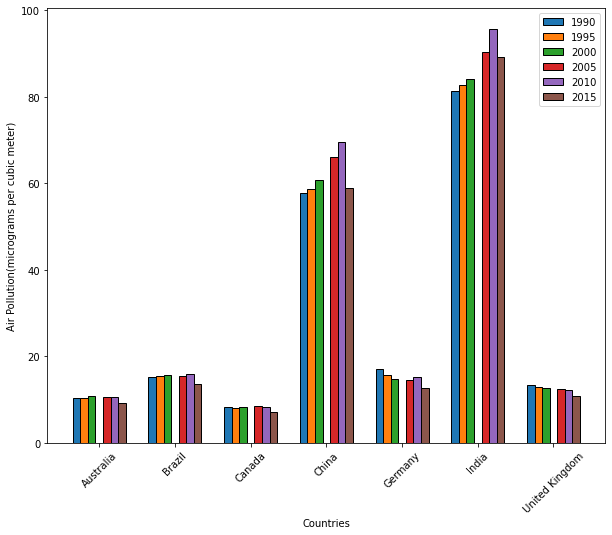 100
80
60
40
20
0
Air Pollution(micrograms per cubic meter)
1990
1995
2000
2005
2010
2015
Australia
Brazil
Canada
China
Germany
India
United Kingdom
Countries